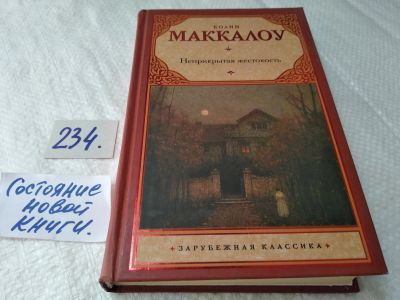 КОЛИН
МАККАЛОУ
Неприкрытая жестокость
234.
Состояние
новой
книги.
ЗАРУБЕЖНАЯ КЛАССИКА